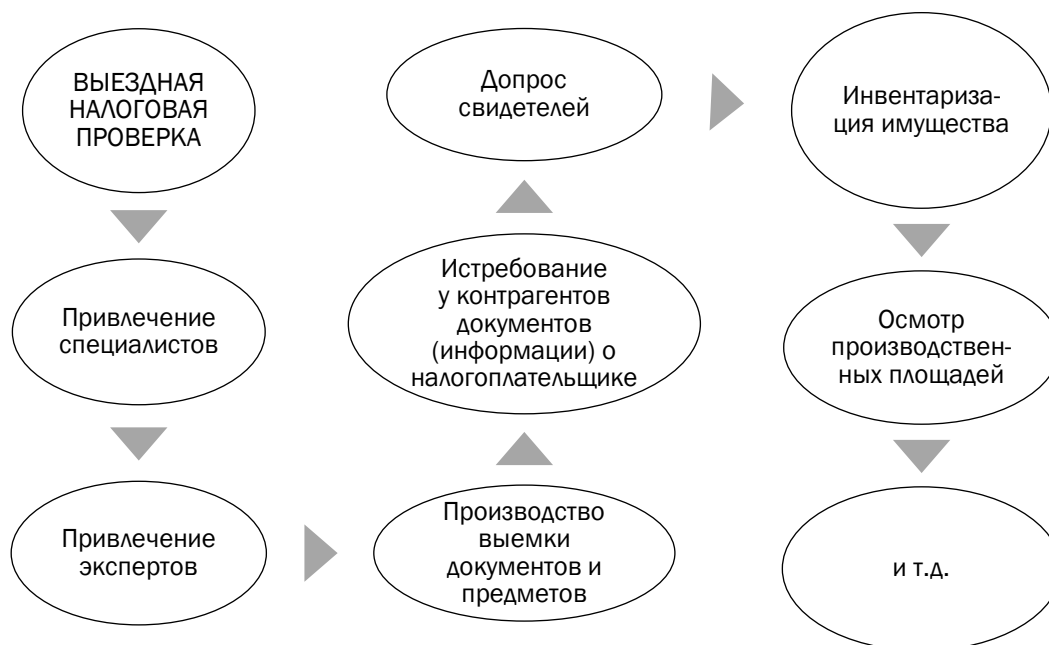 ВЫЕЗДНАЯ
НАЛОГОВАЯ
ПРОВЕРКА
Привлечение
специалистов
Привлечение
экспертов
Производство
выемки
документов и
предметов
Истребование
у контрагентов
документов
(информации) о
налогоплательщике
Допрос
свидетелей
Инвентариза-
ция имущества
Осмотр
производствен-
ных площадей
и т.д.